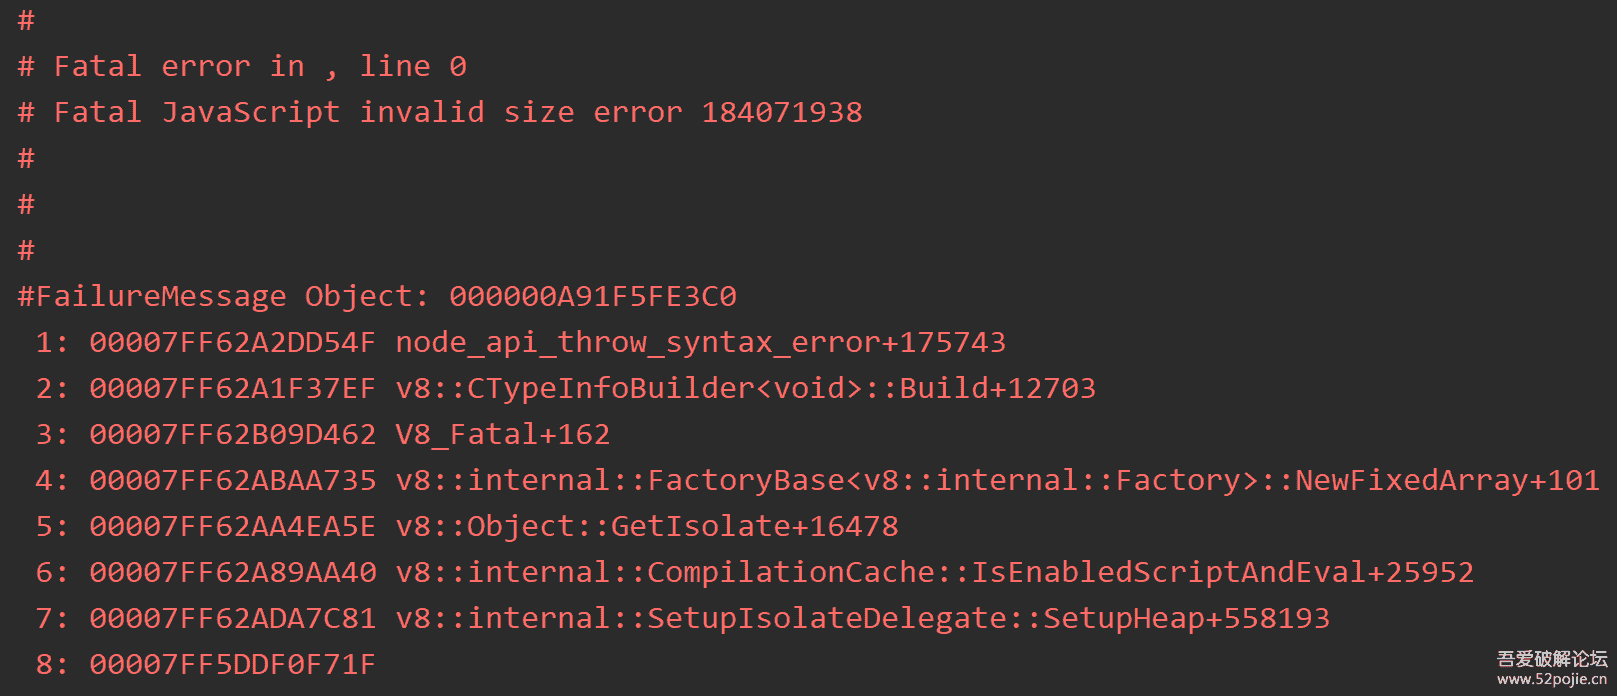 #
# Fatal error in , line 0
# Fatal JavaScript invalid size error 184071938
#
#
#
#FailureMessage Object: 000000A91F5FE3C0
1: 00007FF62A2DD54F node_api_throw_syntax_error+175743
2: 00007FF62A1F37EF v8::CTypeInfoBuilder<void>::Build+12703
3: 00007FF62B09D462 V8_Fatal+162
4: 00007FF62ABAA735 v8::internal::FactoryBase<v8::internal::Factory>::NewFixedArray+101
5: 00007FF62AA4EA5E v8::Object::GetIsolate+16478
6: 00007FF62A89AA40 v8::internal::CompilationCache::IsEnabledScriptAndEval+25952
7: 00007FF62ADA7C81 v8::internal::SetupIsolateDelegate::SetupHeap+558193
8: 00007FF5DDF0F71F
吾爱破解论坛
www.52pojie.cn